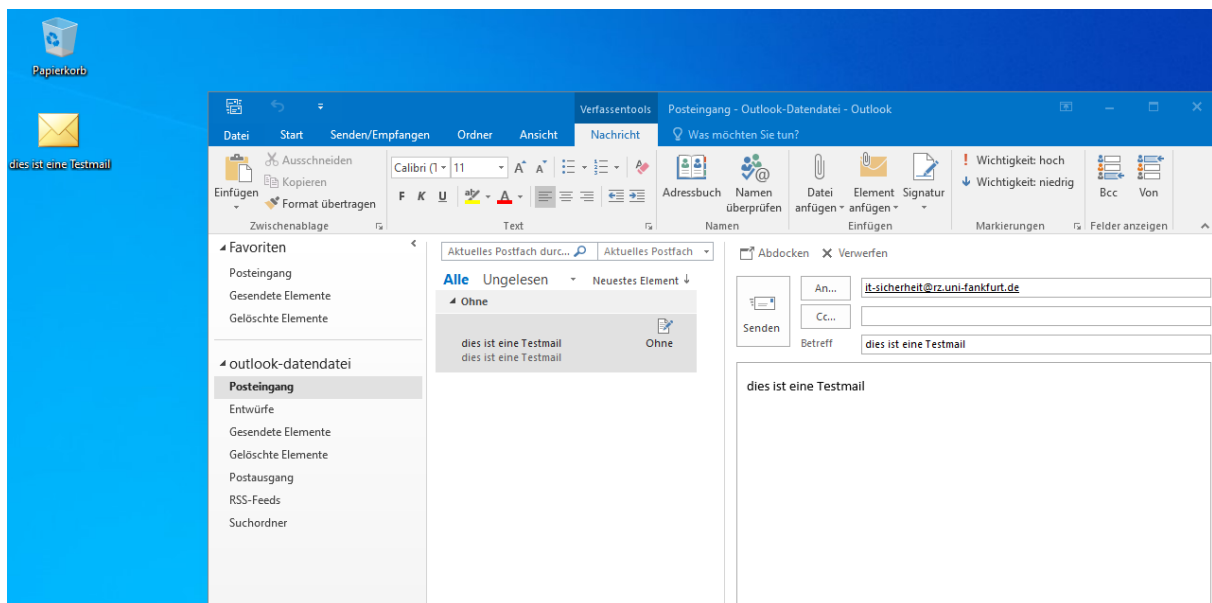 Papierkorb
dies ist eine Testmail
Verfassentools Posteingang - Outlook-Datendatei - Outlook
Datei Start Senden/Empfangen Ordner Ansicht Nachricht Was möchten Sie tun?
Einfügen
Ausschneiden
Kopieren
Format übertragen
Zwischenablage
Calibri (T 11
F K U
Text
Adressbuch
Namen überprüfen
Namen
Datei anfügen
Element anfügen
Signatur
Einfügen
Wichtigkeit: hoch
Wichtigkeit: niedrig
Markierungen
Bcc Von
Felder anzeigen
Favoriten
Posteingang
Gesendete Elemente
Gelöschte Elemente
outlook-datendatei
Posteingang
Entwürfe
Gesendete Elemente
Gelöschte Elemente
Postausgang
RSS-Feeds
Suchordner
Aktuelles Postfach durc... Aktuelles Postfach
Alle Ungelesen Neuestes Element
Ohne
dies ist eine Testmail Ohne
dies ist eine Testmail
Abdocken Verwerfen
Senden
An... it-sicherheit@rz.uni-fankfurt.de
Cc...
Betreff dies ist eine Testmail
dies ist eine Testmail